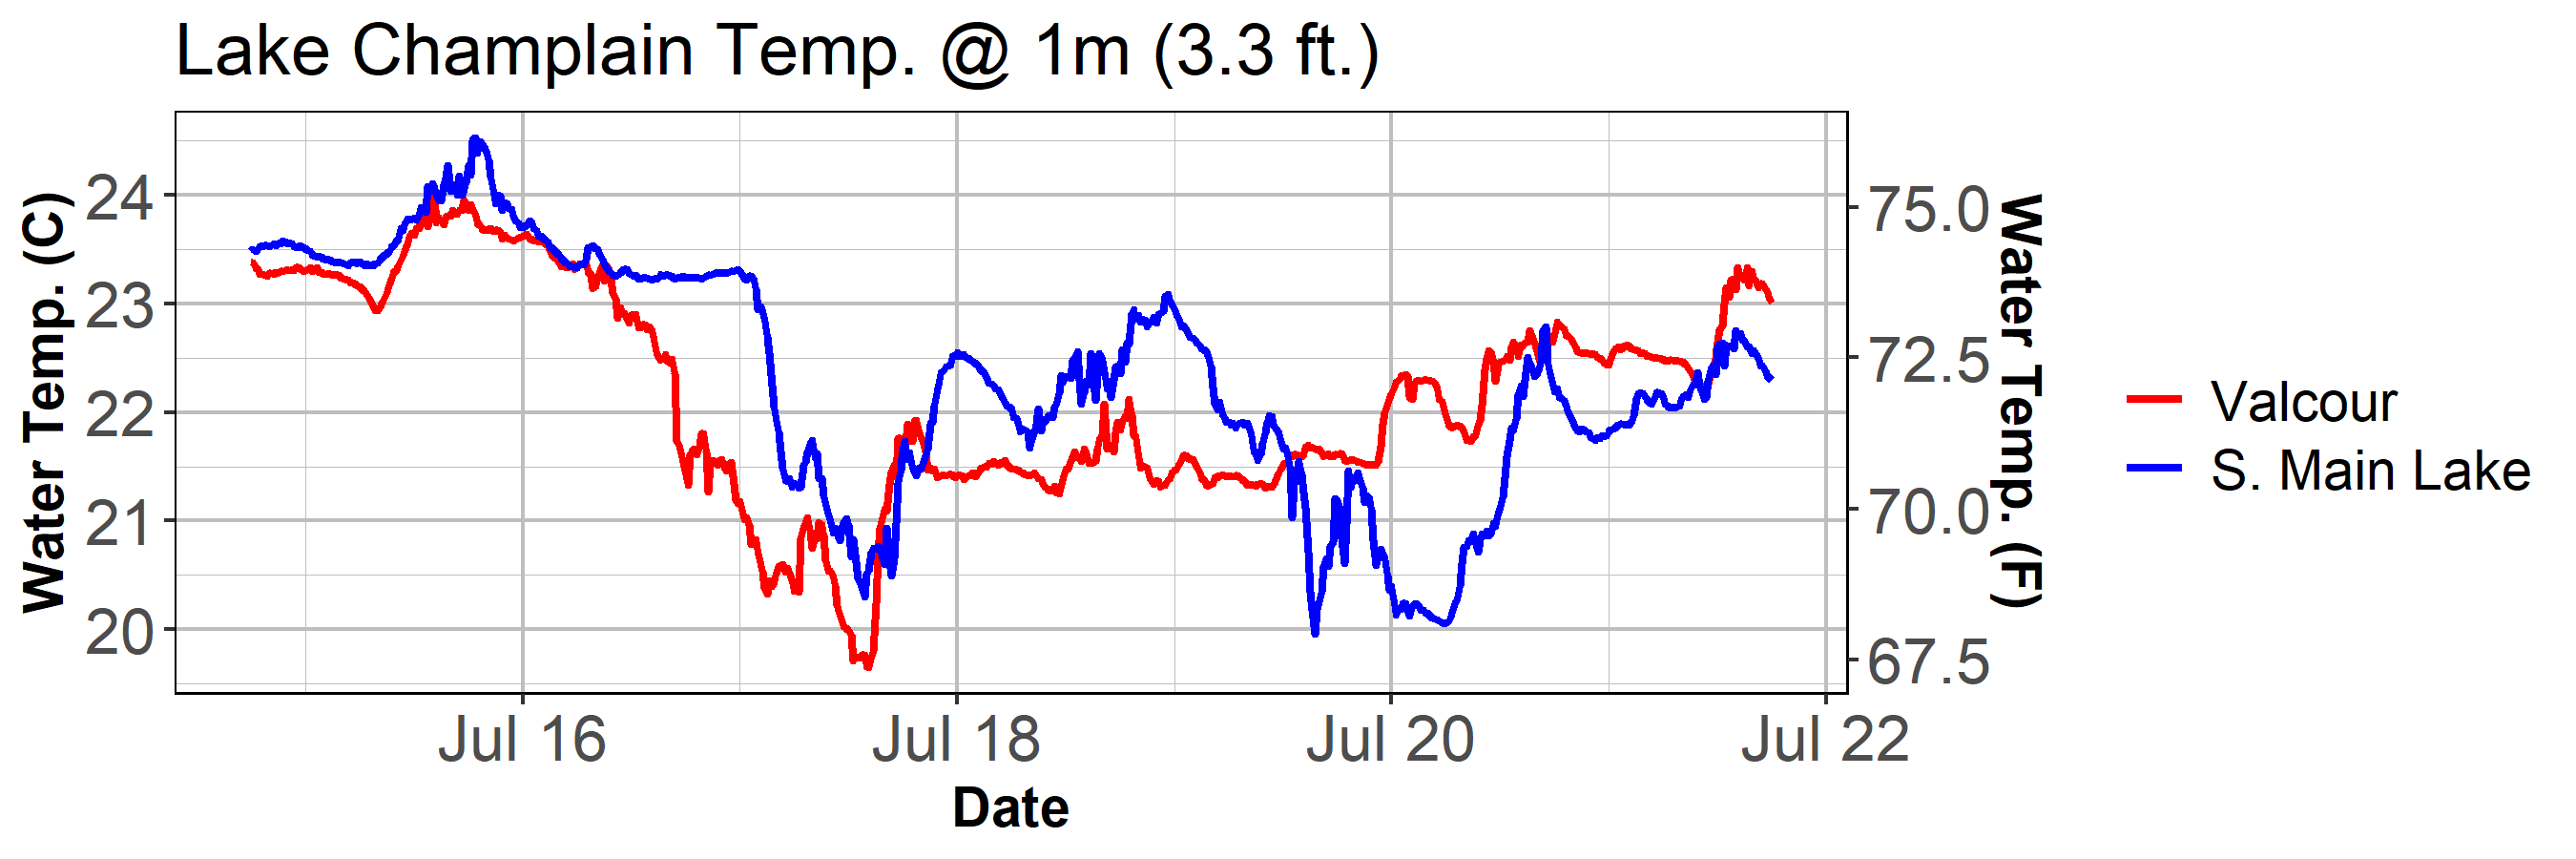 Lake Champlain Temp. @ 1m (3.3 ft.)
Water Temp. (C)
24
23
22
21
20
75.0
72.5
70.0
67.5
Water Temp. (F)
Jul 16
Jul 18
Jul 20
Jul 22
Date
Valcour
S. Main Lake